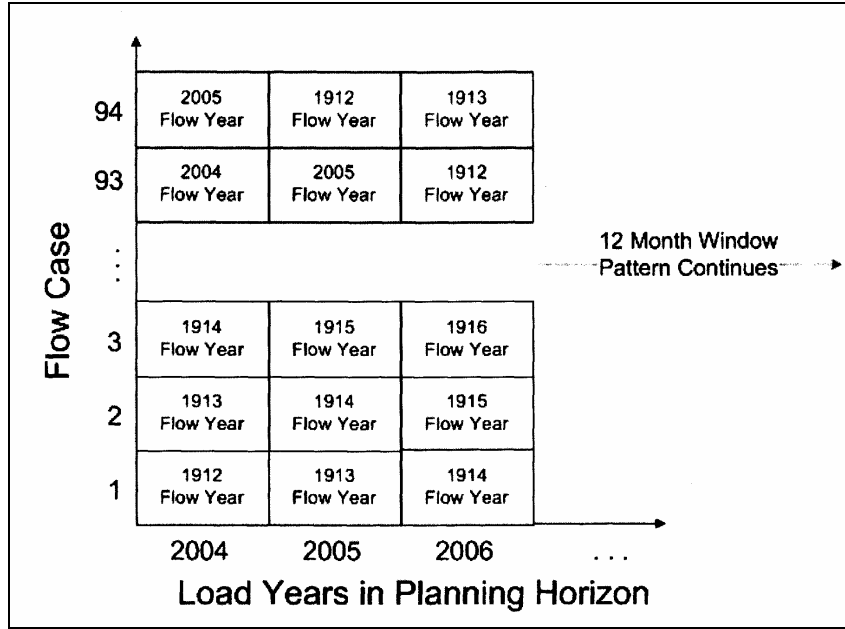 94
2005
Flow Year
1912
Flow Year
1913
Flow Year
93
2004
Flow Year
2005
Flow Year
1912
Flow Year
Flow Case
...
12 Month Window
Pattern Continues
3
1914
Flow Year
1915
Flow Year
1916
Flow Year
2
1913
Flow Year
1914
Flow Year
1915
Flow Year
1
1912
Flow Year
1913
Flow Year
1914
Flow Year
2004 2005 2006 . . .
Load Years in Planning Horizon